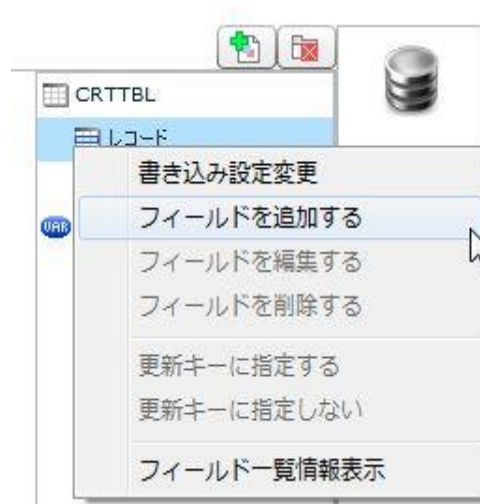 CRTTBL
レコード
書き込み設定変更
VAR
フィールドを追加する
フィールドを編集する
フィールドを削除する
更新キーに指定する
更新キーに指定しない
フィールド一覧情報表示